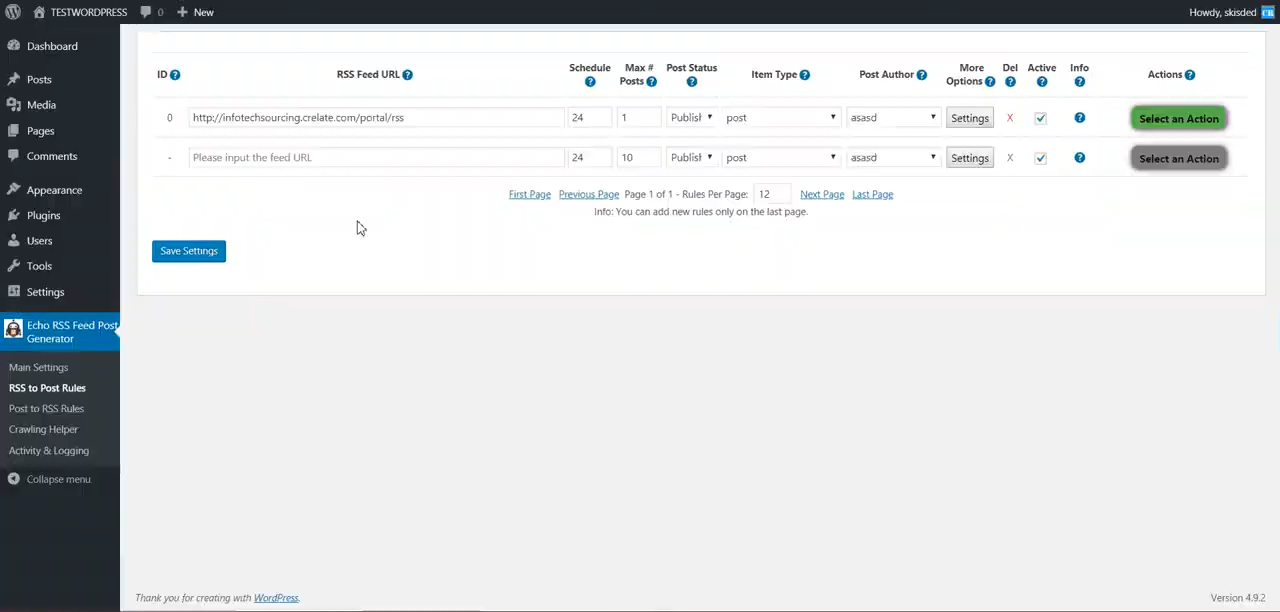 TESTWORDPRESS 0 New Howdy, skisded
Dashboard
Posts
Media
Pages
Comments
Appearance
Plugins
Users
Tools
Settings
Echo RSS Feed Post Generator
Main Settings
RSS to Post Rules
Post to RSS Rules
Crawling Helper
Activity & Logging
Collapse menu
ID RSS Feed URL Schedule Max # Posts Post Status Item Type Post Author More Options Del Active Info Actions
0 http://infotechsourcing.crelate.com/portal/rss 24 1 Publish post asasd Settings X Select an Action
- Please input the feed URL 24 10 Publish post asasd Settings X Select an Action
First Page Previous Page Page 1 of 1 - Rules Per Page: 12 Next Page Last Page
Info: You can add new rules only on the last page.
Save Settings
Thank you for creating with WordPress. Version 4.9.2